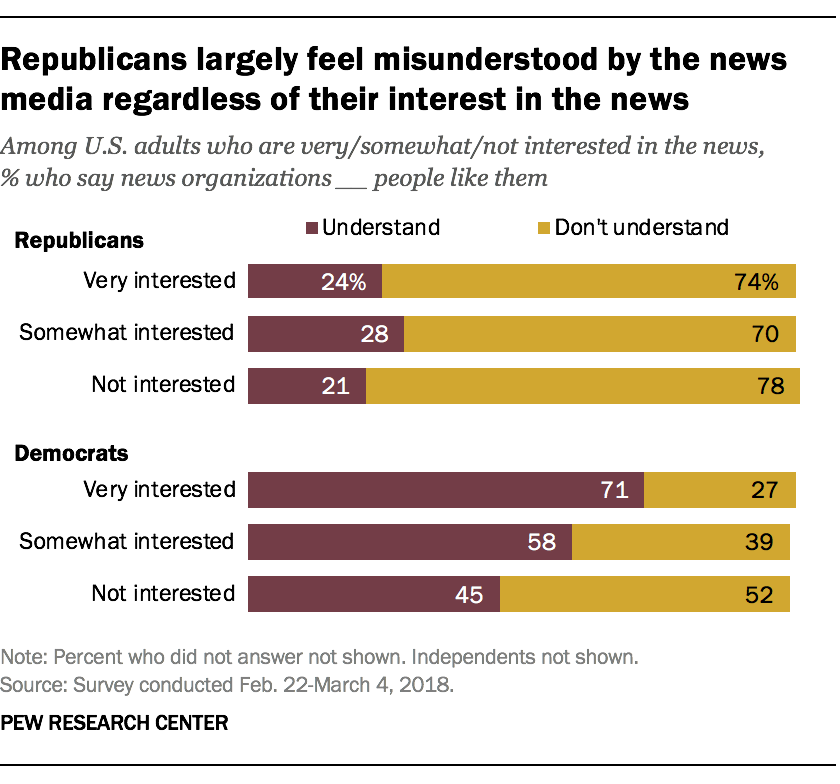 Republicans largely feel misunderstood by the news
media regardless of their interest in the news
Among U.S. adults who are very/somewhat/not interested in the news,
% who say news organizations __ people like them
Understand Don't understand
Republicans
Very interested 24% 74%
Somewhat interested 28 70
Not interested 21 78
Democrats
Very interested 71 27
Somewhat interested 58 39
Not interested 45 52
Note: Percent who did not answer not shown. Independents not shown.
Source: Survey conducted Feb. 22-March 4, 2018.
PEW RESEARCH CENTER